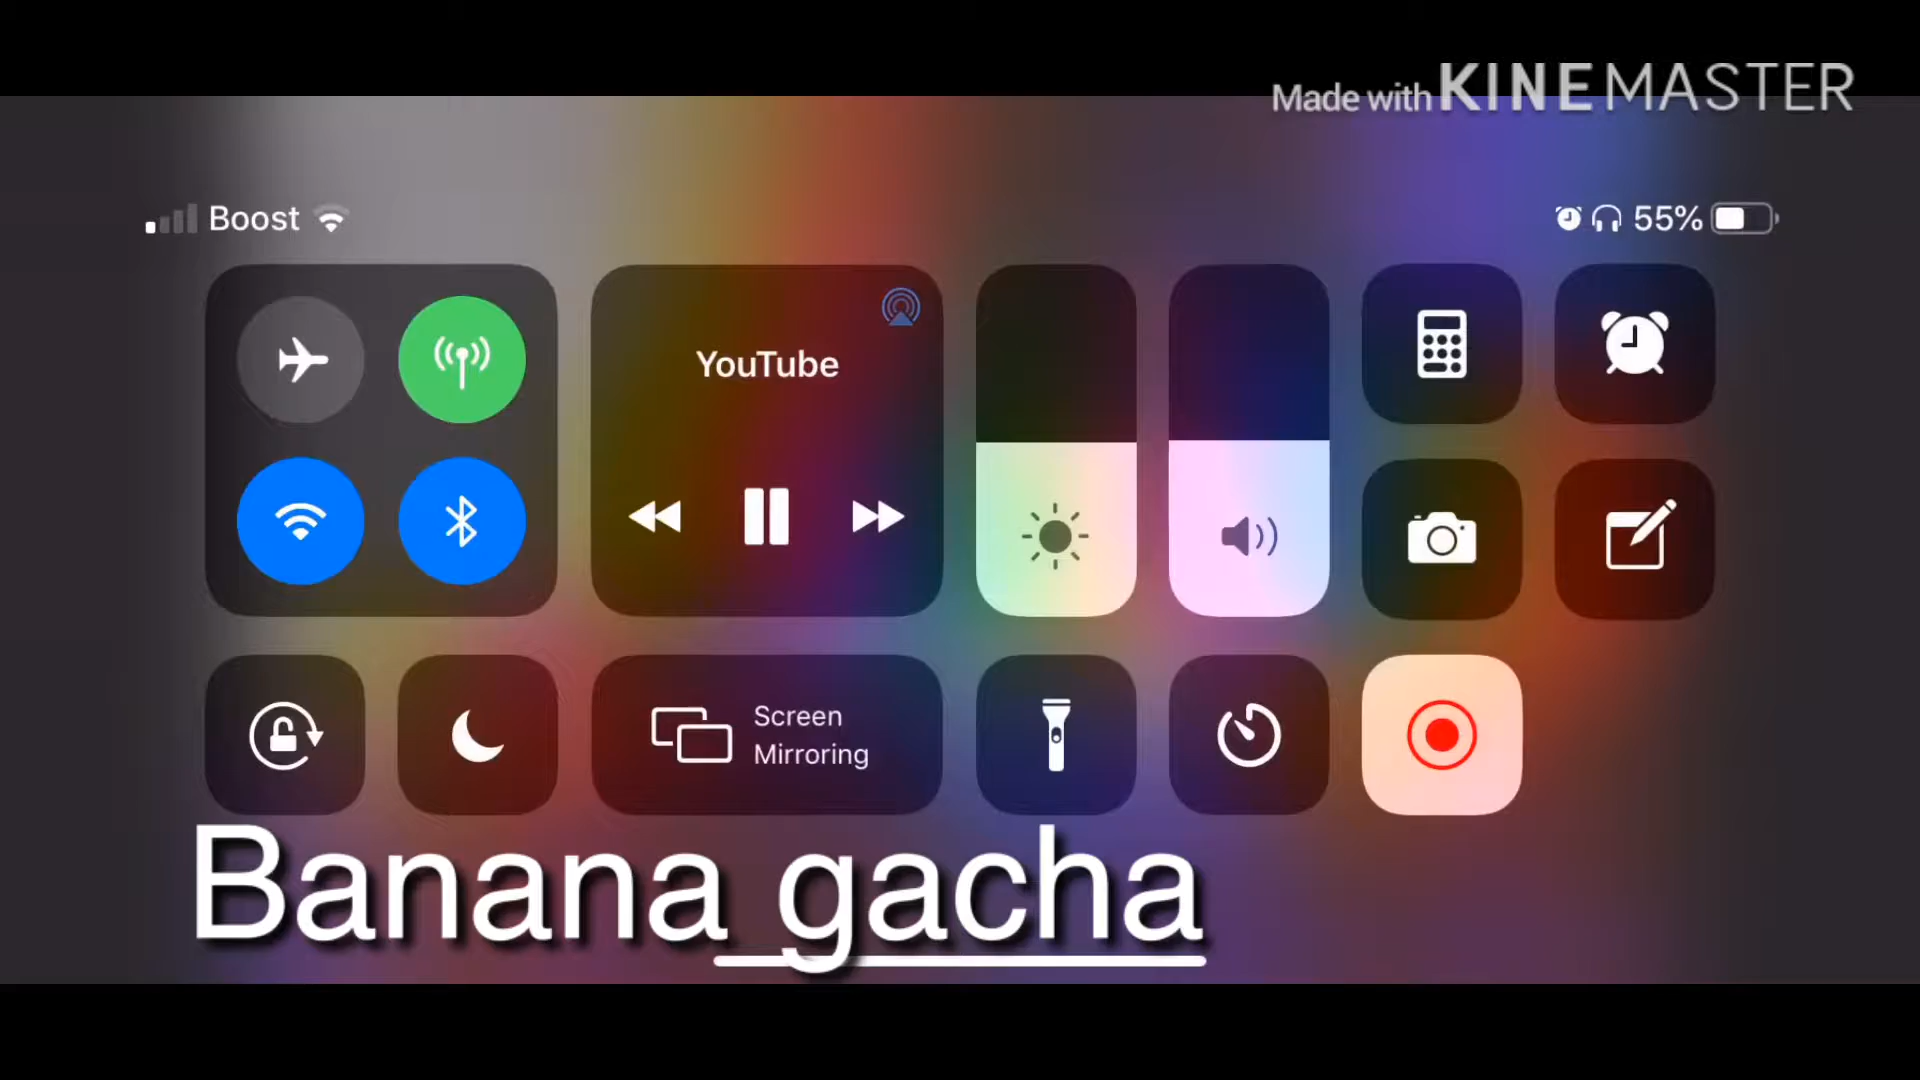 Made with KINEMASTER
Boost
55%
YouTube
Screen
Mirroring
Banana gacha